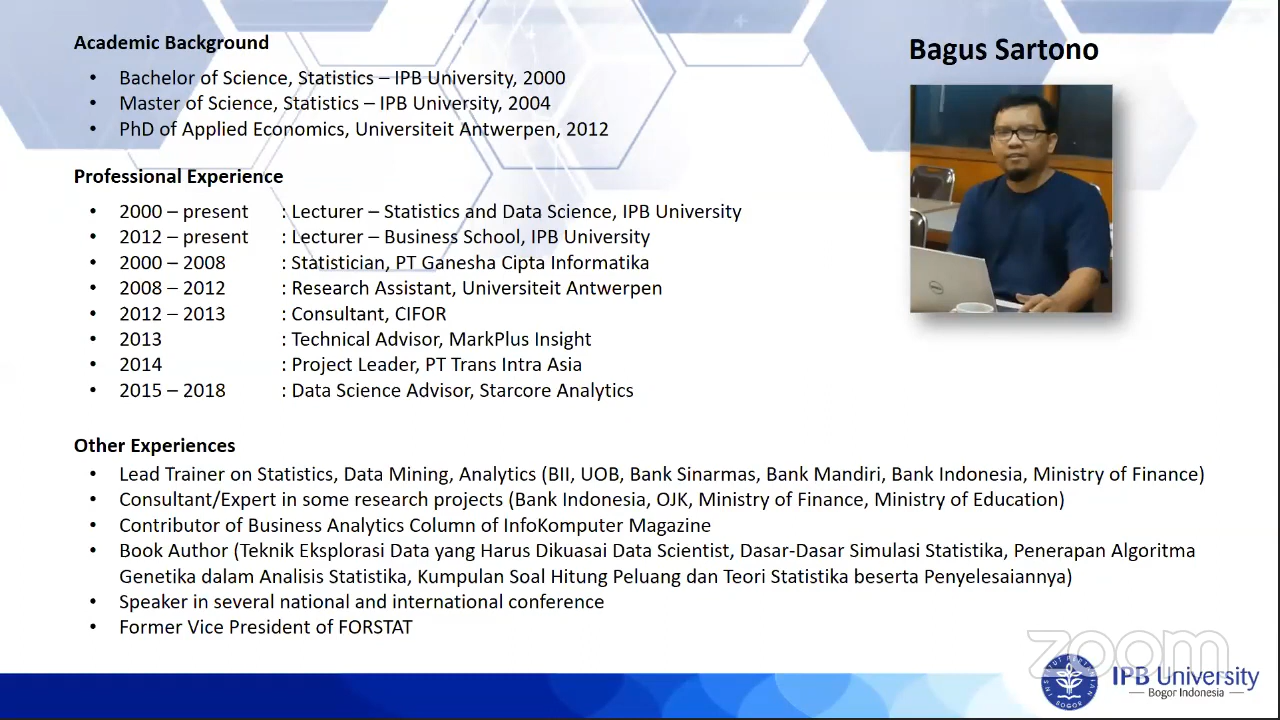 Academic Background
• Bachelor of Science, Statistics – IPB University, 2000
• Master of Science, Statistics – IPB University, 2004
• PhD of Applied Economics, Universiteit Antwerpen, 2012
Professional Experience
• 2000 – present : Lecturer – Statistics and Data Science, IPB University
• 2012 – present : Lecturer – Business School, IPB University
• 2000 – 2008 : Statistician, PT Ganesha Cipta Informatika
• 2008 – 2012 : Research Assistant, Universiteit Antwerpen
• 2012 – 2013 : Consultant, CIFOR
• 2013 : Technical Advisor, MarkPlus Insight
• 2014 : Project Leader, PT Trans Intra Asia
• 2015 – 2018 : Data Science Advisor, Starcore Analytics
Other Experiences
• Lead Trainer on Statistics, Data Mining, Analytics (BII, UOB, Bank Sinarmas, Bank Mandiri, Bank Indonesia, Ministry of Finance)
• Consultant/Expert in some research projects (Bank Indonesia, OJK, Ministry of Finance, Ministry of Education)
• Contributor of Business Analytics Column of InfoKomputer Magazine
• Book Author (Teknik Eksplorasi Data yang Harus Dikuasai Data Scientist, Dasar-Dasar Simulasi Statistika, Penerapan Algoritma
Genetika dalam Analisis Statistika, Kumpulan Soal Hitung Peluang dan Teori Statistika beserta Penyelesaiannya)
• Speaker in several national and international conference
• Former Vice President of FORSTAT
Bagus Sartono
zoom
IPB University
Bogor Indonesia